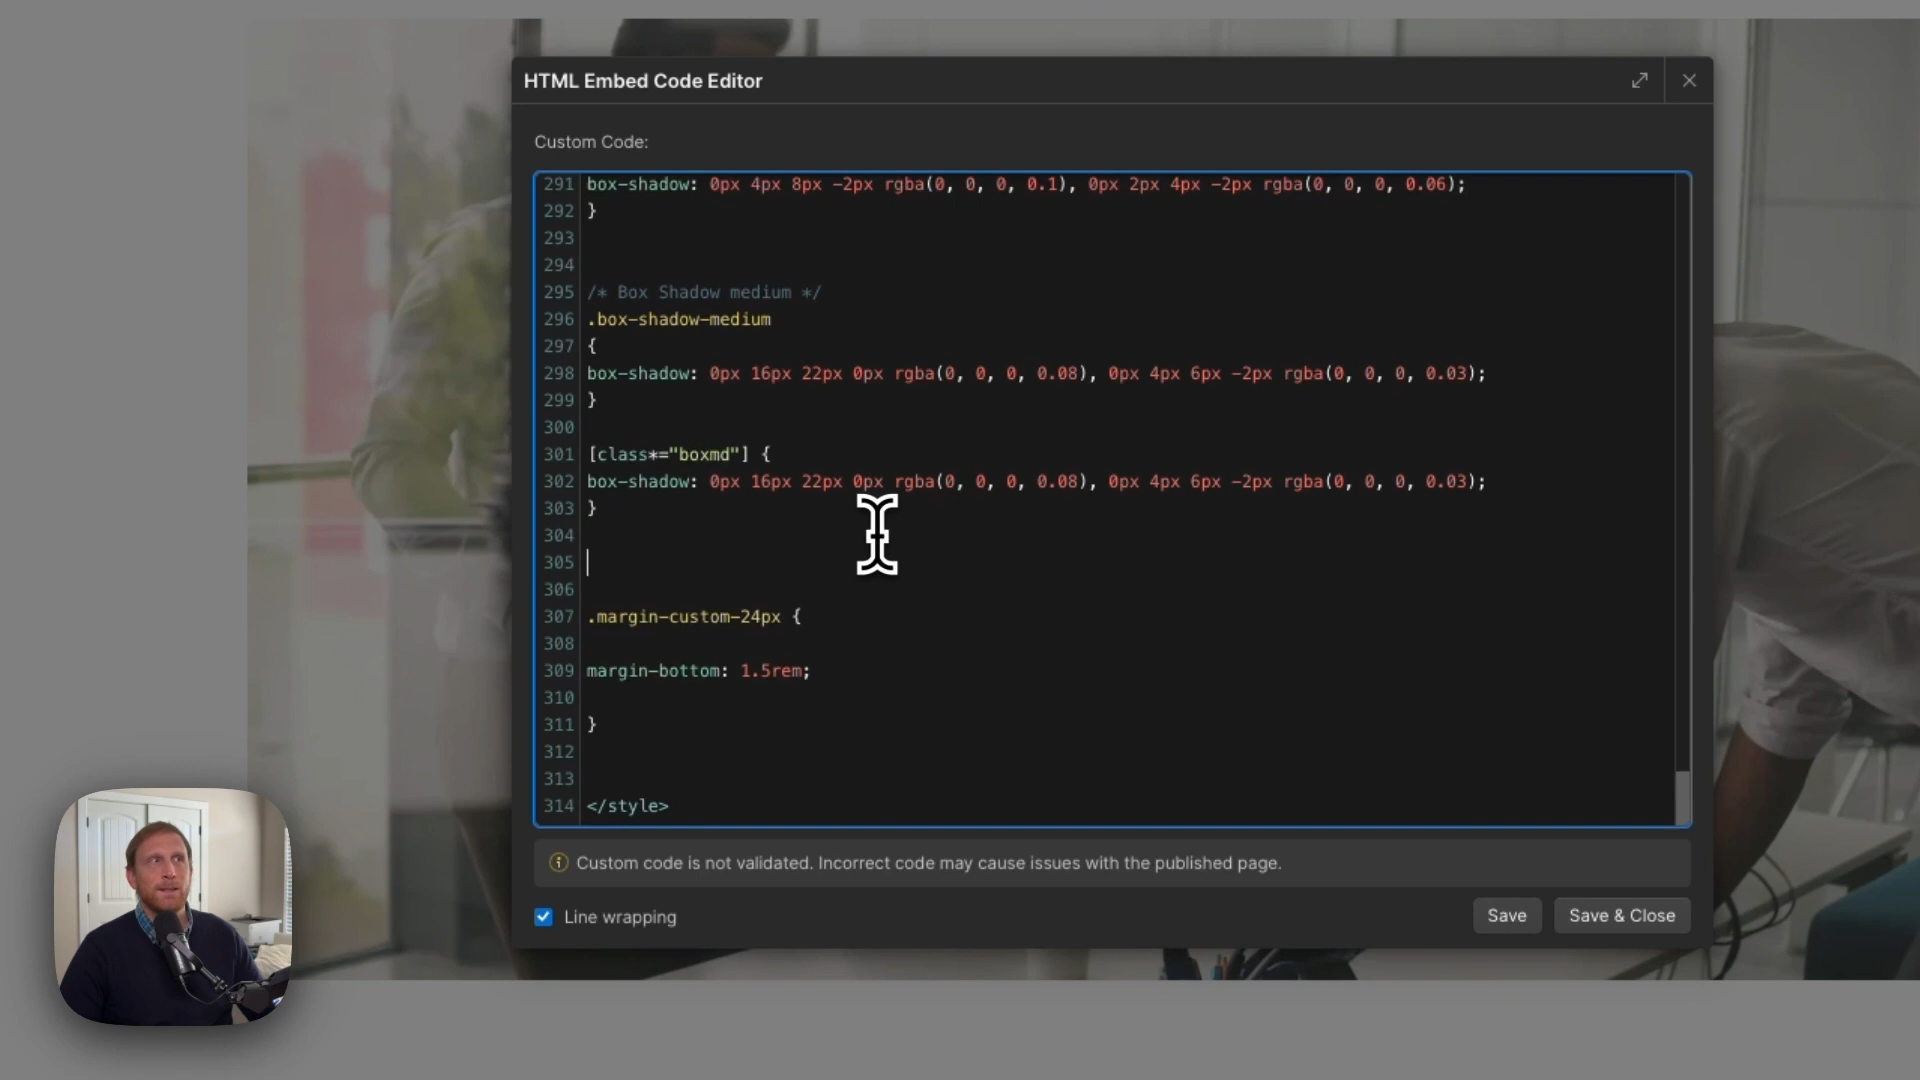 HTML Embed Code Editor
Custom Code:
291 box-shadow: 0px 4px 8px -2px rgba(0, 0, 0, 0.1), 0px 2px 4px -2px rgba(0, 0, 0, 0.06);
292 }
293
294
295 /* Box Shadow medium */
296 .box-shadow-medium
297 {
298 box-shadow: 0px 16px 22px 0px rgba(0, 0, 0, 0.08), 0px 4px 6px -2px rgba(0, 0, 0, 0.03);
299 }
300
301 [class*="boxmd"] {
302 box-shadow: 0px 16px 22px 0px rgba(0, 0, 0, 0.08), 0px 4px 6px -2px rgba(0, 0, 0, 0.03);
303 }
304
305
306
307 .margin-custom-24px {
308
309 margin-bottom: 1.5rem;
310
311 }
312
313
314 </style>
Custom code is not validated. Incorrect code may cause issues with the published page.
Line wrapping
Save
Save & Close